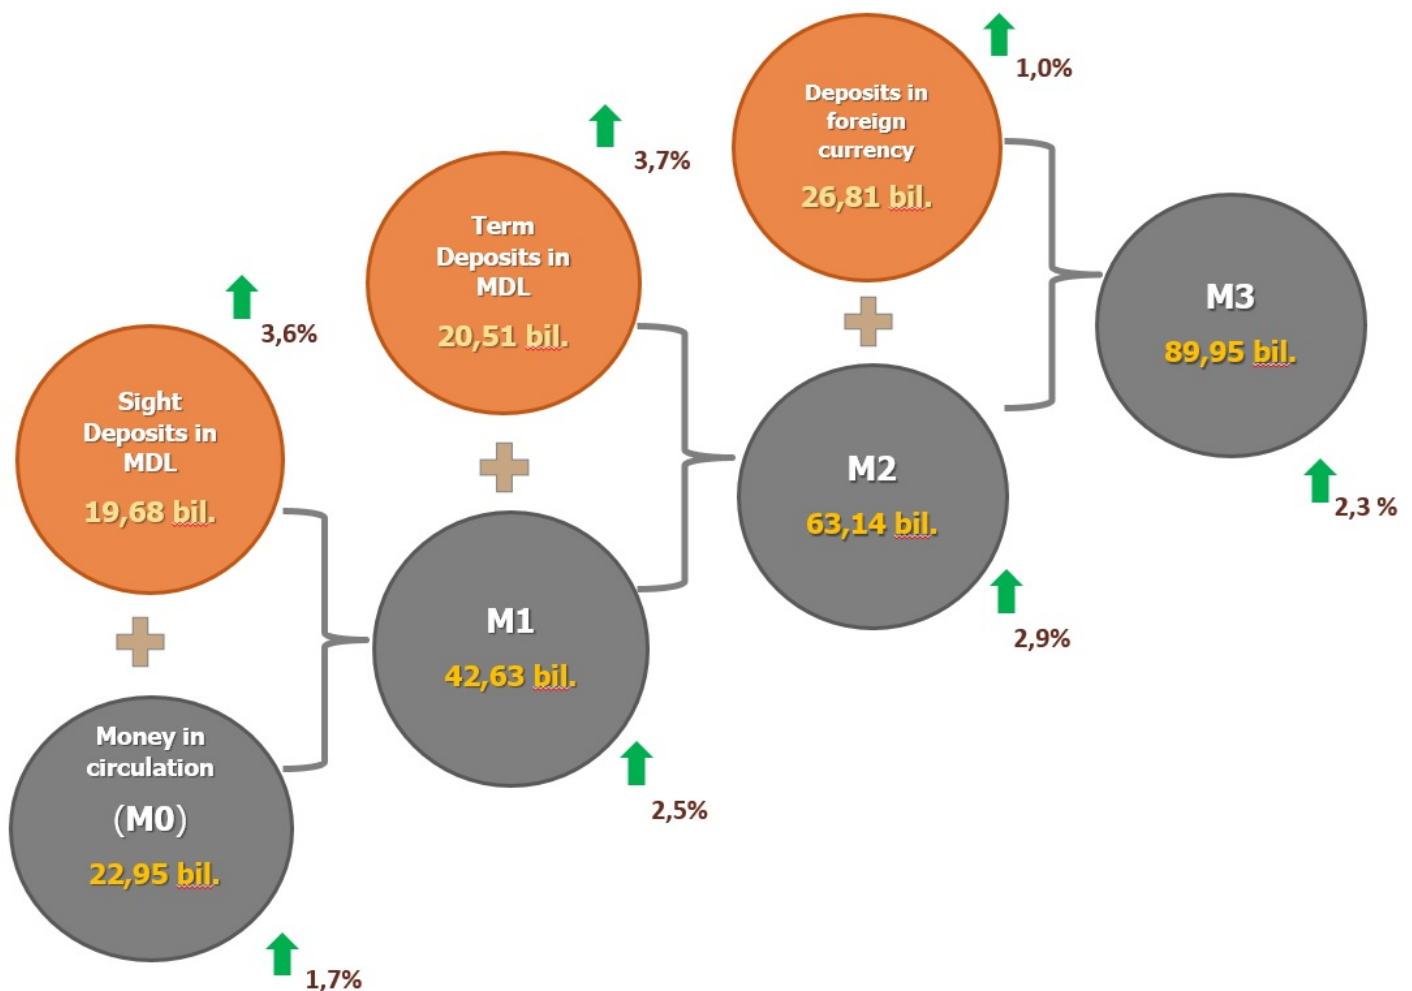 3,6%
Sight
Deposits in
MDL
19,68 bil.
Money in
circulation
(M0)
22,95 bil.
1,7%
3,7%
Term
Deposits in
MDL
20,51 bil.
M1
42,63 bil.
2,5%
1,0%
Deposits in
foreign
currency
26,81 bil.
M2
63,14 bil.
2,9%
M3
89,95 bil.
2,3 %